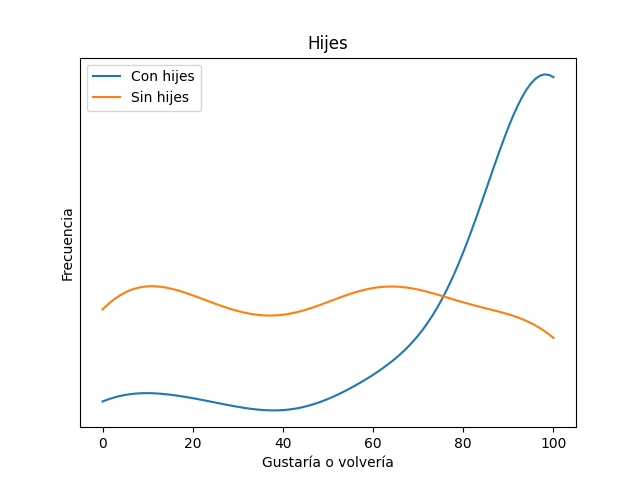 Hijes
Con hijes
Sin hijes
Frecuencia
0 20 40 60 80 100
Gustaría o volvería